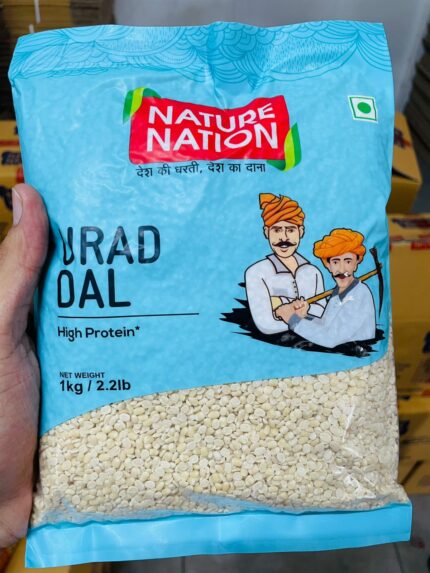 NATURE
NATION
देश की धरती, देश का दाना
URAD
DAL
High Protein*
NET WEIGHT
1kg / 2.2lb